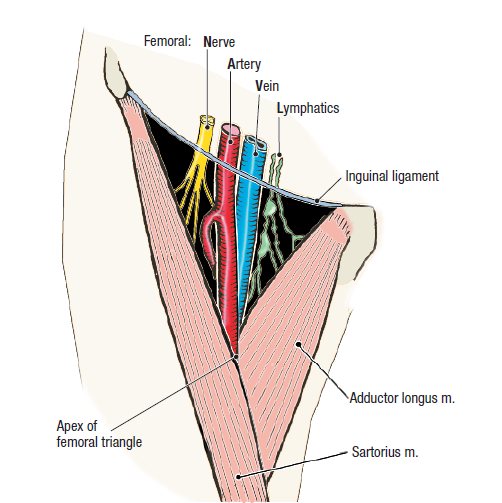 Femoral: Nerve
Artery
Vein
Lymphatics
Inguinal ligament
Adductor longus m.
Apex of
femoral triangle
Sartorius m.